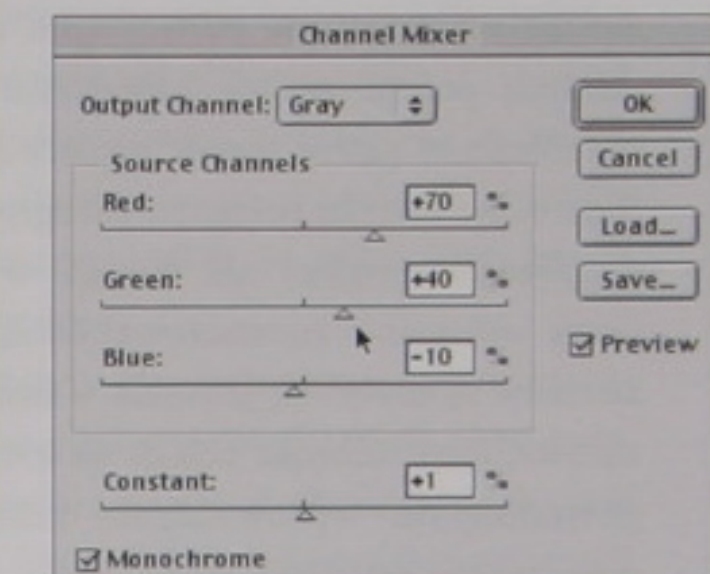 Channel Mixer
Output Channel: Gray
OK
Cancel
Load...
Save...
Preview
Source Channels
Red: +70 %
Green: +40 %
Blue: -10 %
Constant: +1 %
Monochrome